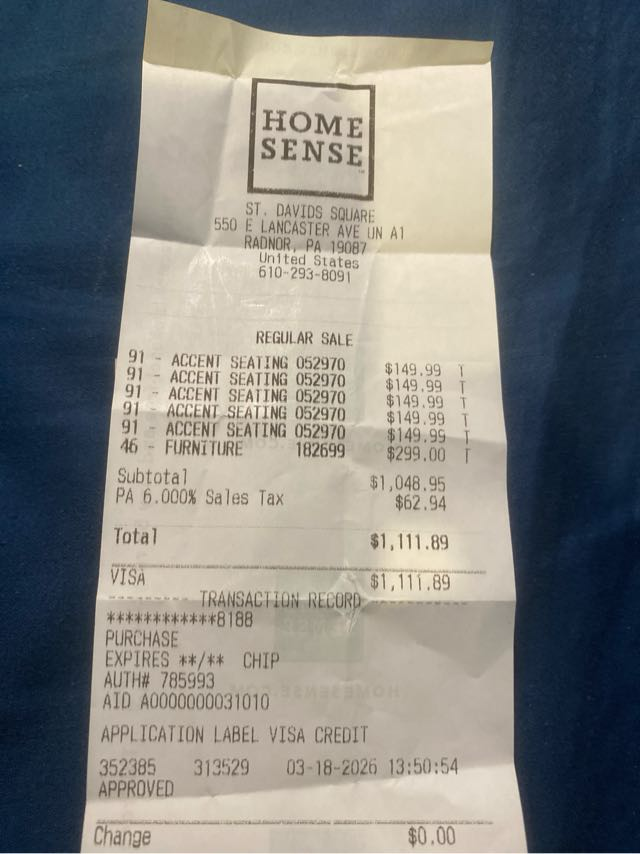 HOME
SENSE
ST. DAVIDS SQUARE
550 E LANCASTER AVE UN A1
RADNOR, PA 19087
United States
610-293-8091
REGULAR SALE
91 - ACCENT SEATING 052970 $149.99 T
91 - ACCENT SEATING 052970 $149.99 T
91 - ACCENT SEATING 052970 $149.99 T
91 - ACCENT SEATING 052970 $149.99 T
91 - ACCENT SEATING 052970 $149.99 T
46 - FURNITURE 182699 $299.00 T
Subtotal $1,048.95
PA 6.000% Sales Tax $62.94
Total $1,111.89
VISA $1,111.89
TRANSACTION RECORD
************8188
PURCHASE
EXPIRES **/** CHIP
AUTH# 785993
AID A0000000031010
APPLICATION LABEL VISA CREDIT
352385 313529 03-18-2026 13:50:54
APPROVED
Change $0.00